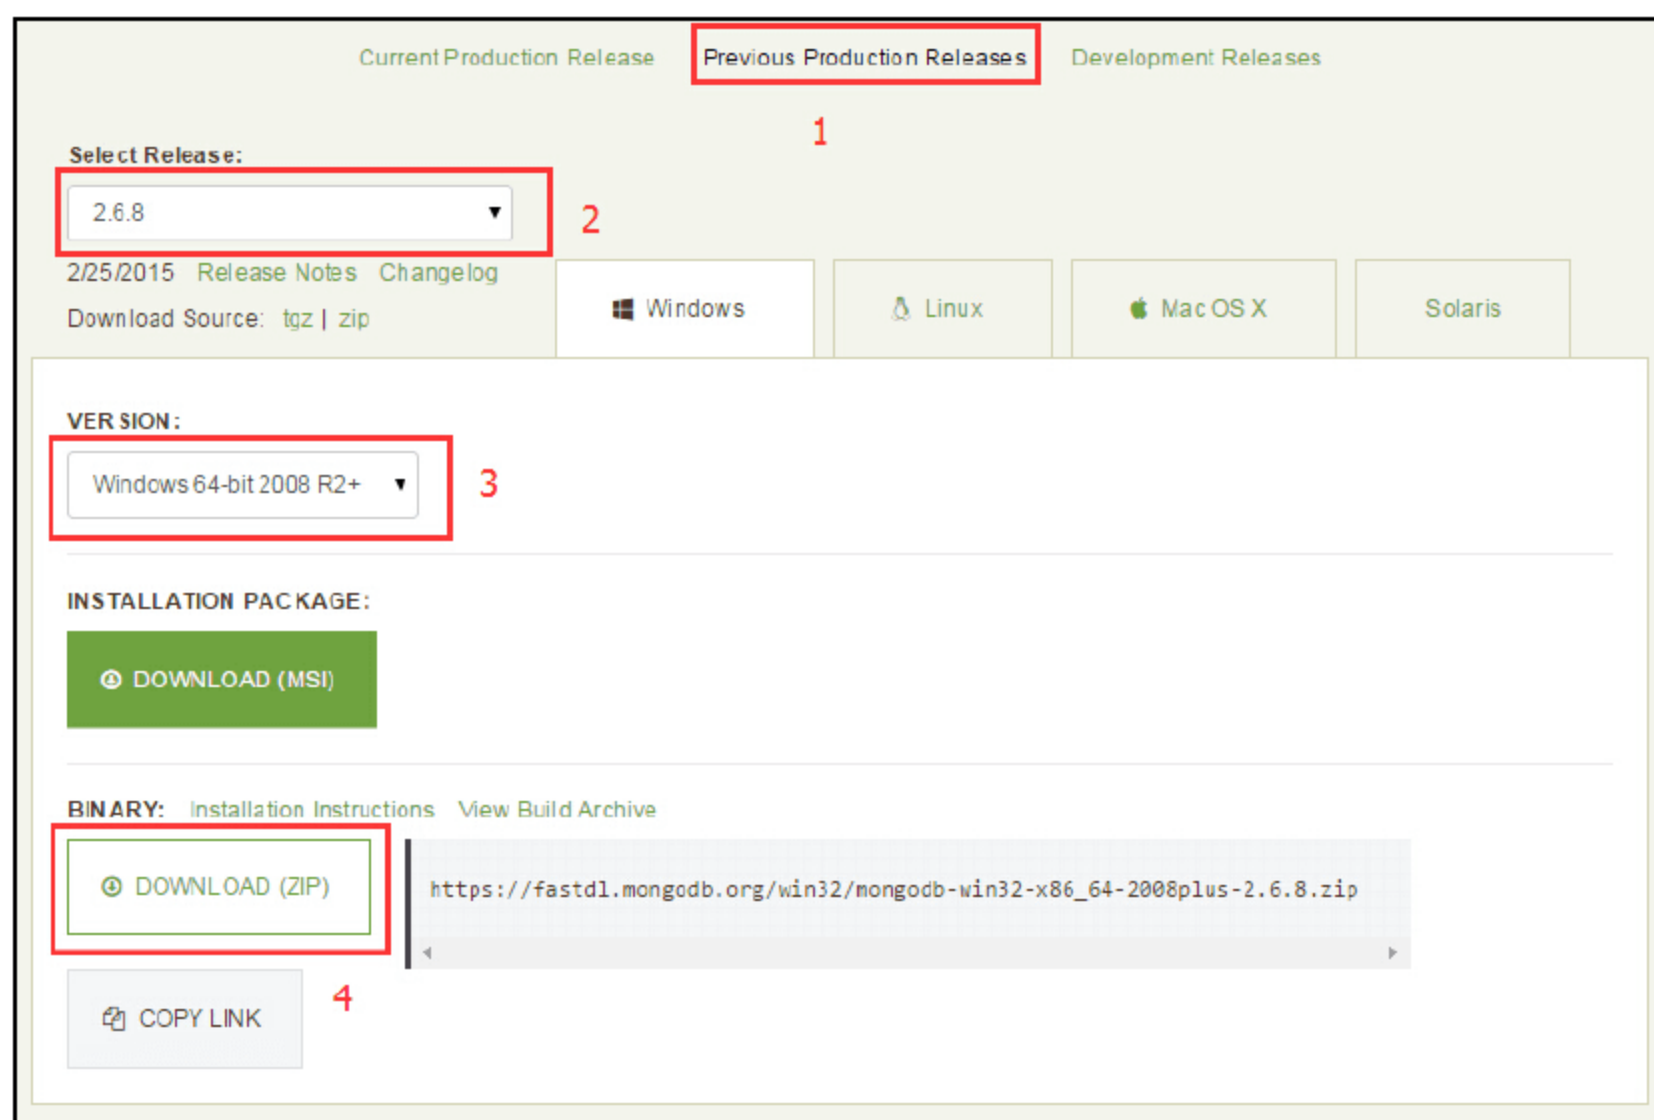 Current Production Release Previous Production Releases Development Releases
1
Select Release:
2.6.8
2
2/25/2015 Release Notes Changelog
Download Source: tgz | zip
Windows Linux Mac OS X Solaris
VERSION:
Windows 64-bit 2008 R2+
3
INSTALLATION PACKAGE:
DOWNLOAD (MSI)
BINARY: Installation Instructions View Build Archive
DOWNLOAD (ZIP)
https://fastdl.mongodb.org/win32/mongodb-win32-x86_64-2008plus-2.6.8.zip
4
COPY LINK